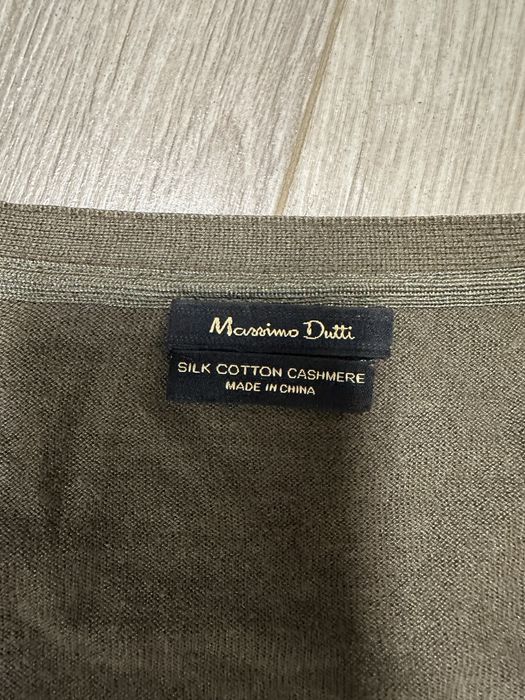 Massimo Dutti
SILK COTTON CASHMERE
MADE IN CHINA